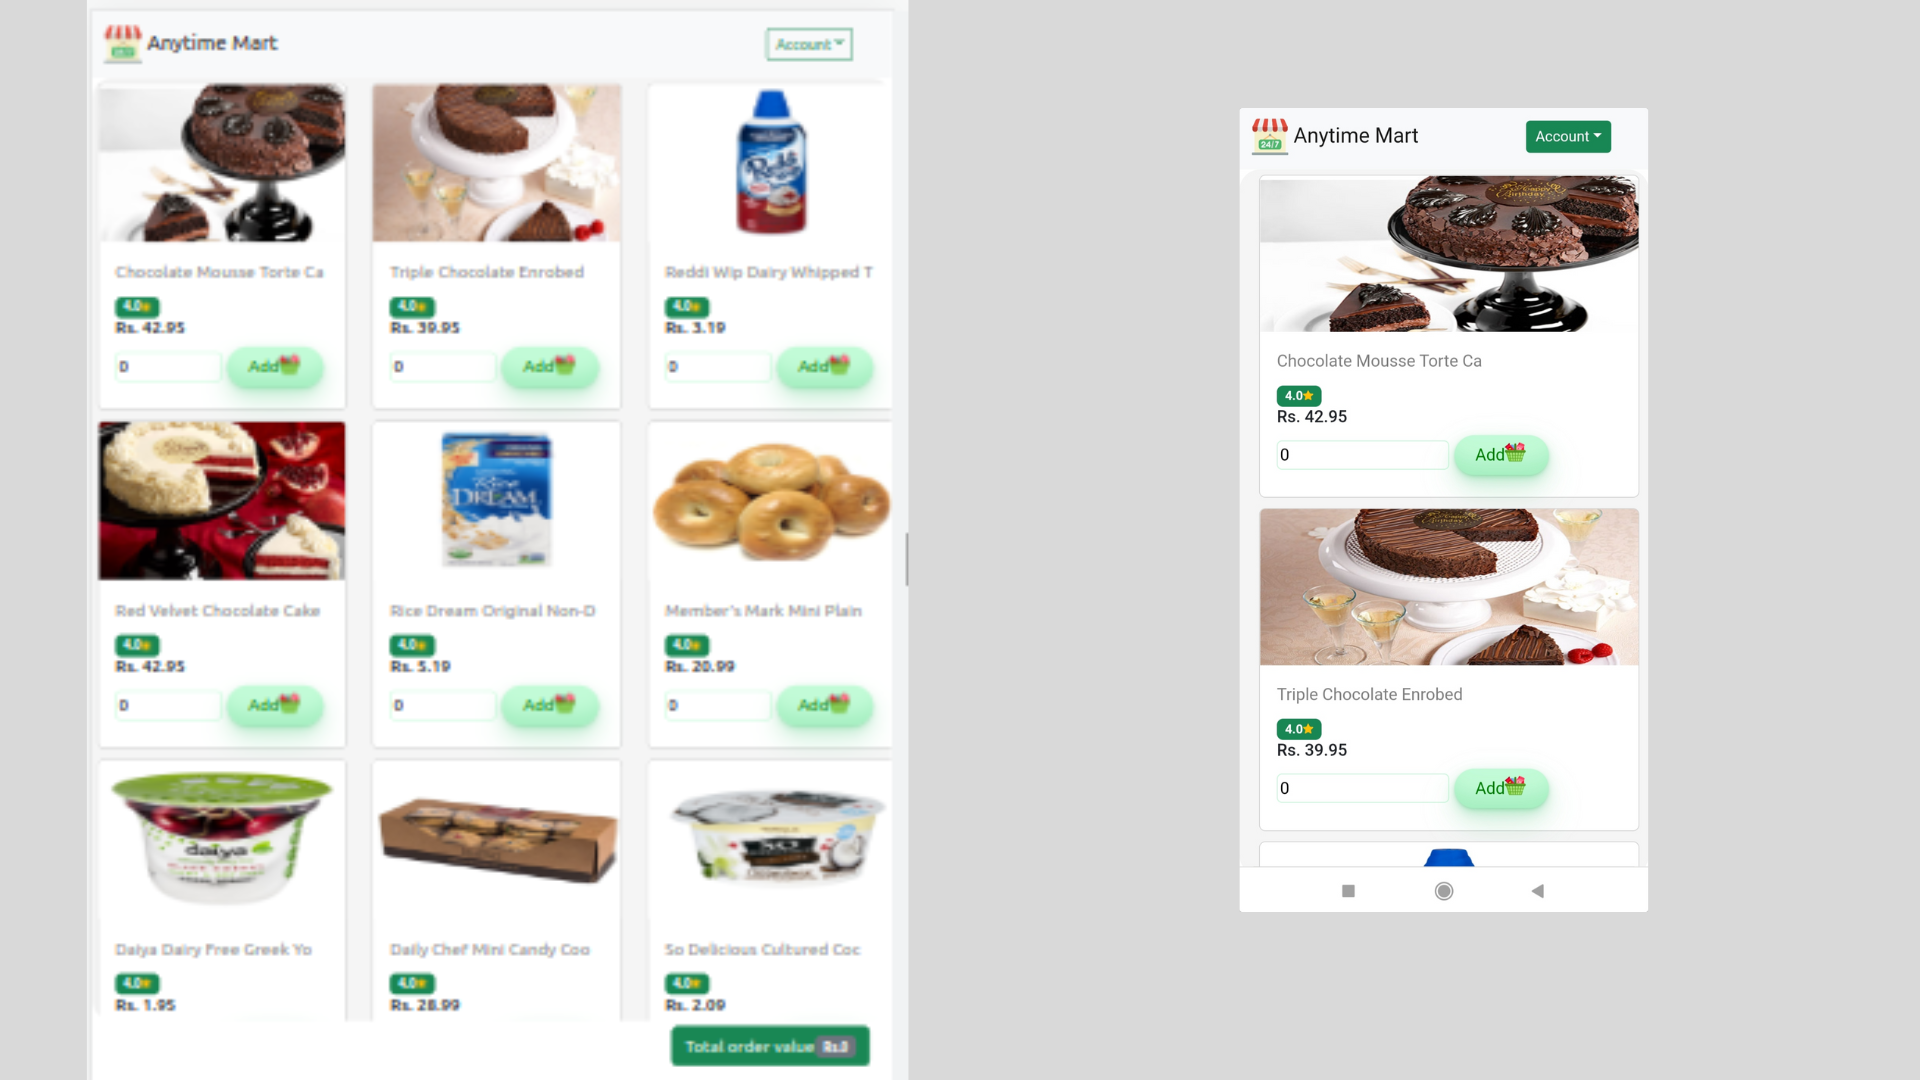 Anytime Mart
Account
Chocolate Mousse Torte Ca
4.0
Rs. 42.95
0
Add
Triple Chocolate Enrobed
4.0
Rs. 39.95
0
Add
Reddi Wip Dairy Whipped T
4.0
Rs. 3.19
0
Add
Red Velvet Chocolate Cake
4.0
Rs. 42.95
0
Add
Rice DREAM
Rice Dream Original Non-D
4.0
Rs. 5.19
0
Add
Member's Mark Mini Plain
4.0
Rs. 20.99
0
Add
daiya
Daiya Dairy Free Greek Yo
4.0
Rs. 1.95
Daily Chef Mini Candy Coo
4.0
Rs. 28.99
SO
So Delicious Cultured Coc
4.0
Rs. 2.09
Total order value Rs.0
24/7
Anytime Mart
Account
Happy
Birthday
Chocolate Mousse Torte Ca
4.0
Rs. 42.95
0
Add
Triple Chocolate Enrobed
4.0
Rs. 39.95
0
Add